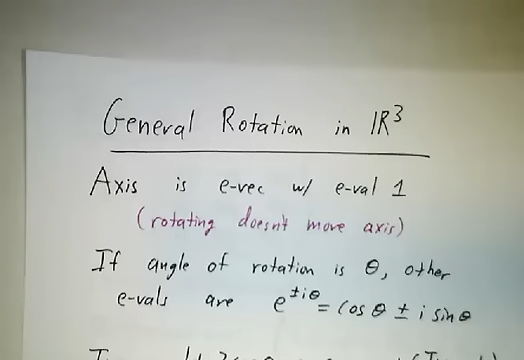 General Rotation in ℝ³
Axis is e-vec w/ e-val 1
(rotating doesn't move axis)
If angle of rotation is θ, other
e-vals are e^{±iθ} = cos θ ± i sin θ